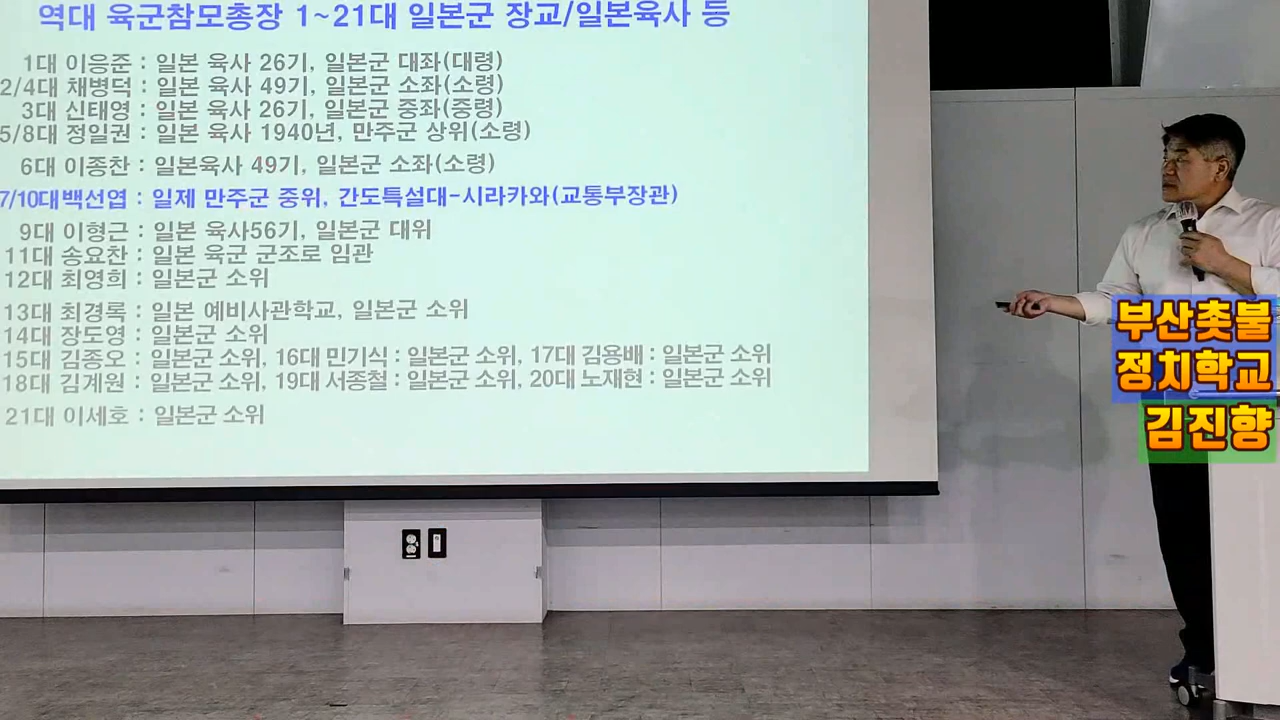 역대 육군참모총장 1~21대 일본군 장교/일본육사 등
1대 이응준 : 일본 육사 26기, 일본군 대좌(대령)
2/4대 채병덕 : 일본 육사 49기, 일본군 소좌(소령)
3대 신태영 : 일본 육사 26기, 일본군 중좌(중령)
5/8대 정일권 : 일본 육사 1940년, 만주군 상위(소령)
6대 이종찬 : 일본육사 49기, 일본군 소좌(소령)
7/10대백선엽 : 일제 만주군 중위, 간도특설대-시라카와(교통부장관)
9대 이형근 : 일본 육사56기, 일본군 대위
11대 송요찬 : 일본 육군 군조로 임관
12대 최영희 : 일본군 소위
13대 최경록 : 일본 예비사관학교, 일본군 소위
14대 장도영 : 일본군 소위
15대 김종오 : 일본군 소위, 16대 민기식 : 일본군 소위, 17대 김용배 : 일본군 소위
18대 김계원 : 일본군 소위, 19대 서종철 : 일본군 소위, 20대 노재현 : 일본군 소위
21대 이세호 : 일본군 소위
부산촛불
정치학교
김진향